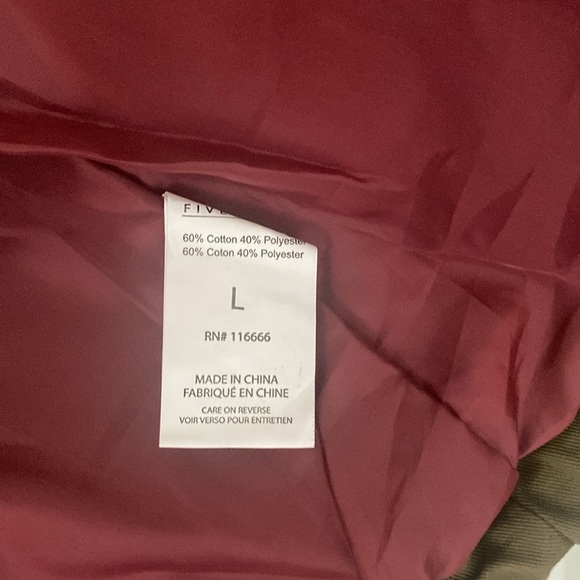 FIV
60% Cotton 40% Polyester
60% Coton 40% Polyester
L
RN# 116666
MADE IN CHINA
FABRIQUÉ EN CHINE
CARE ON REVERSE
VOIR VERSO POUR ENTRETIEN